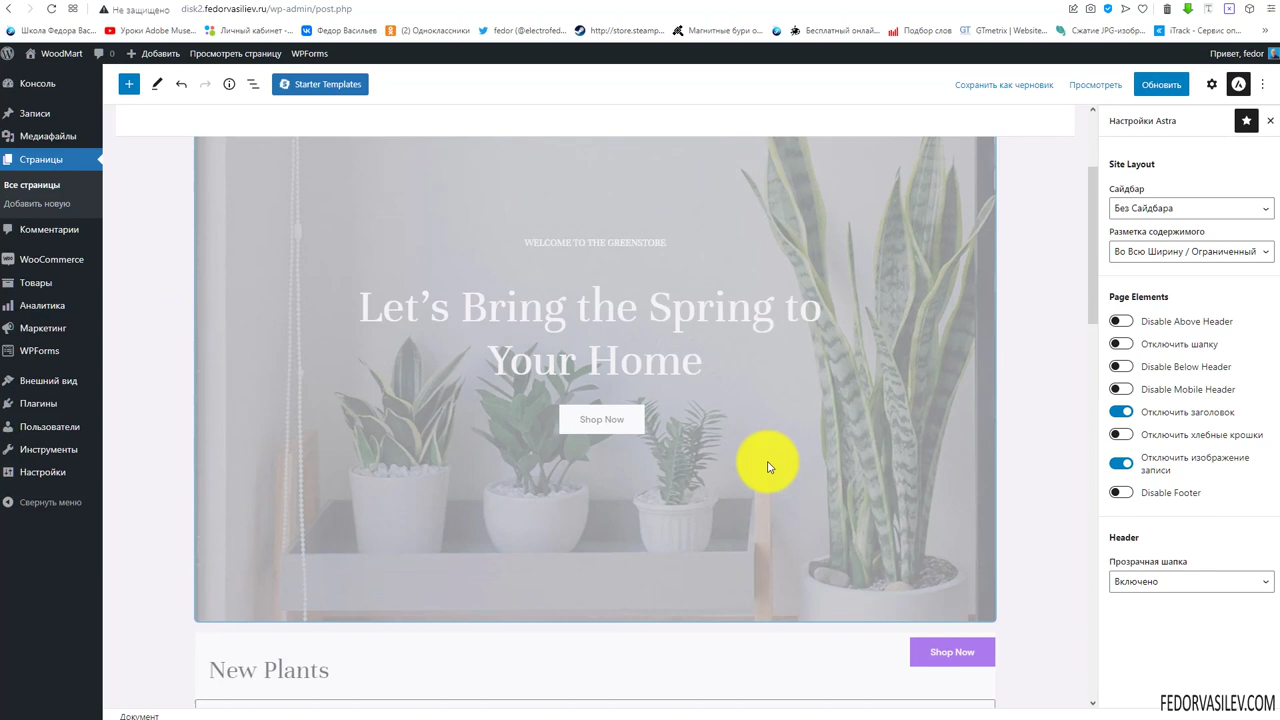 Не защищено disk2.fedorvasiliev.ru/wp-admin/post.php
Школа Федора Вас... Уроки Adobe Muse... Личный кабинет -... Федор Васильев (2) Одноклассники fedor (@electrofed... http://store.steamp... Магнитные бури о... Бесплатный онлай... Подбор слов GTmetrix | Website... Сжатие JPG-изобр... iTrack - Сервис оп...
WoodMart 0 Добавить Просмотреть страницу WPForms Привет, fedor
Консоль
Записи
Медиафайлы
Страницы
Все страницы
Добавить новую
Комментарии
WooCommerce
Товары
Аналитика
Маркетинг
WPForms
Внешний вид
Плагины
Пользователи
Инструменты
Настройки
Свернуть меню
Starter Templates
Сохранить как черновик Просмотреть Обновить
WELCOME TO THE GREENSTORE
Let’s Bring the Spring to
Your Home
Shop Now
New Plants
Shop Now
Документ
Настройки Astra
Site Layout
Сайдбар
Без Сайдбара
Разметка содержимого
Во Всю Ширину / Ограниченный
Page Elements
Disable Above Header
Отключить шапку
Disable Below Header
Disable Mobile Header
Отключить заголовок
Отключить хлебные крошки
Отключить изображение
записи
Disable Footer
Header
Прозрачная шапка
Включено
FEDORVASILEV.COM